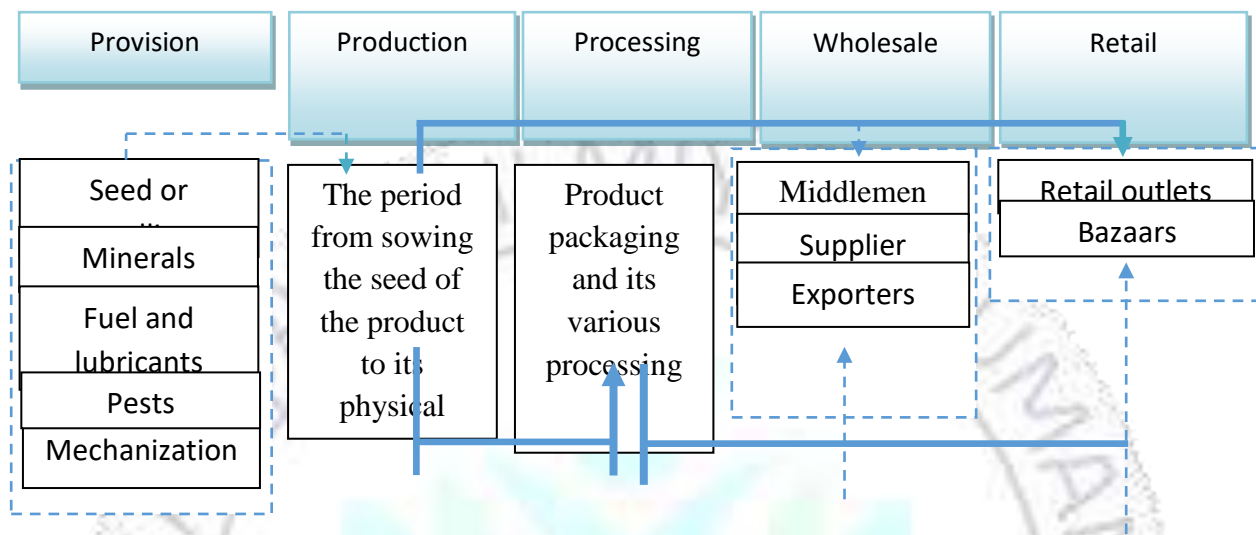 Provision
Production
Processing
Wholesale
Retail
Seed or
Minerals
Fuel and
lubricants
Pests
Mechanization
The period
from sowing
the seed of
the product
to its
physical
Product
packaging
and its
various
processing
Middlemen
Supplier
Exporters
Retail outlets
Bazaars